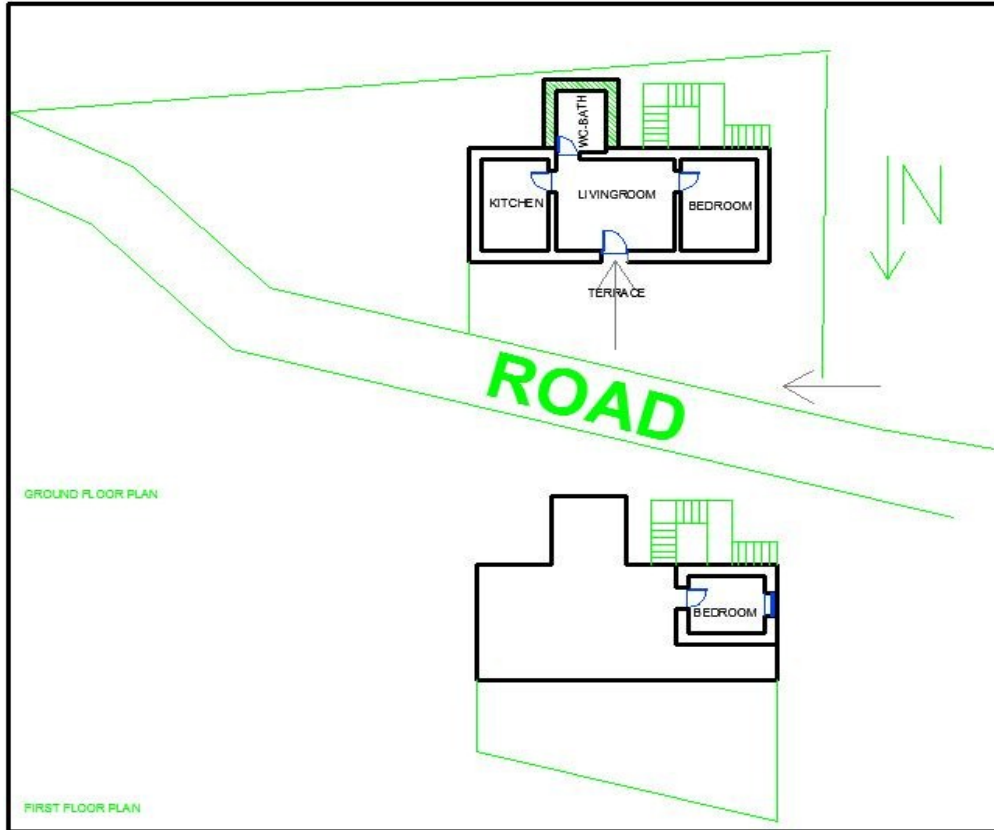 WC-BATH
KITCHEN
LIVINGROOM
BEDROOM
N
TERRACE
ROAD
GROUND FLOOR PLAN
BEDROOM
FIRST FLOOR PLAN